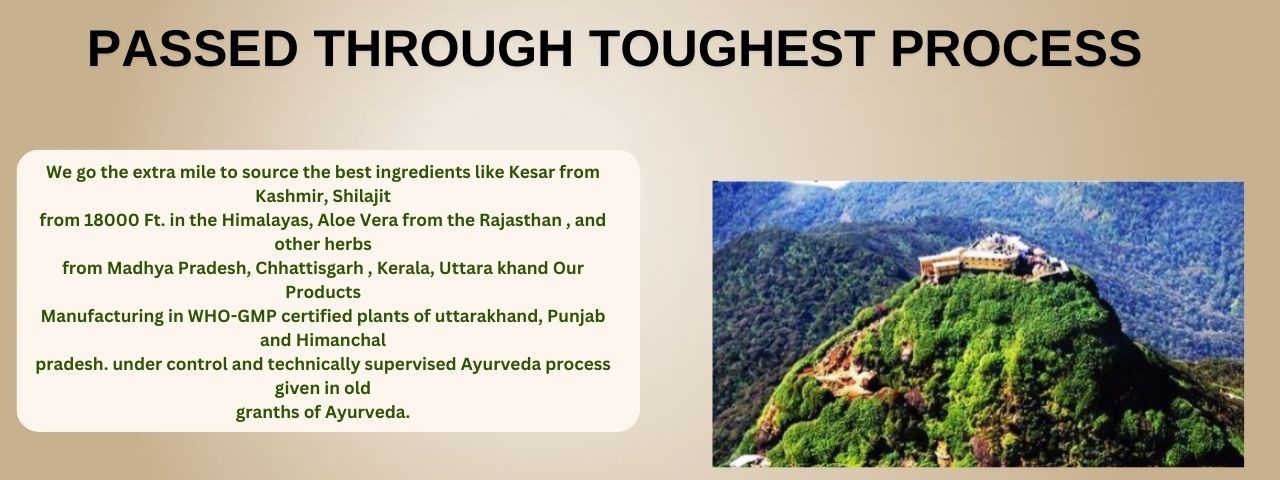 PASSED THROUGH TOUGHEST PROCESS
We go the extra mile to source the best ingredients like Kesar from
Kashmir, Shilajit
from 18000 Ft. in the Himalayas, Aloe Vera from the Rajasthan , and
other herbs
from Madhya Pradesh, Chhattisgarh , Kerala, Uttara khand Our
Products
Manufacturing in WHO-GMP certified plants of uttarakhand, Punjab
and Himanchal
pradesh. under control and technically supervised Ayurveda process
given in old
granths of Ayurveda.